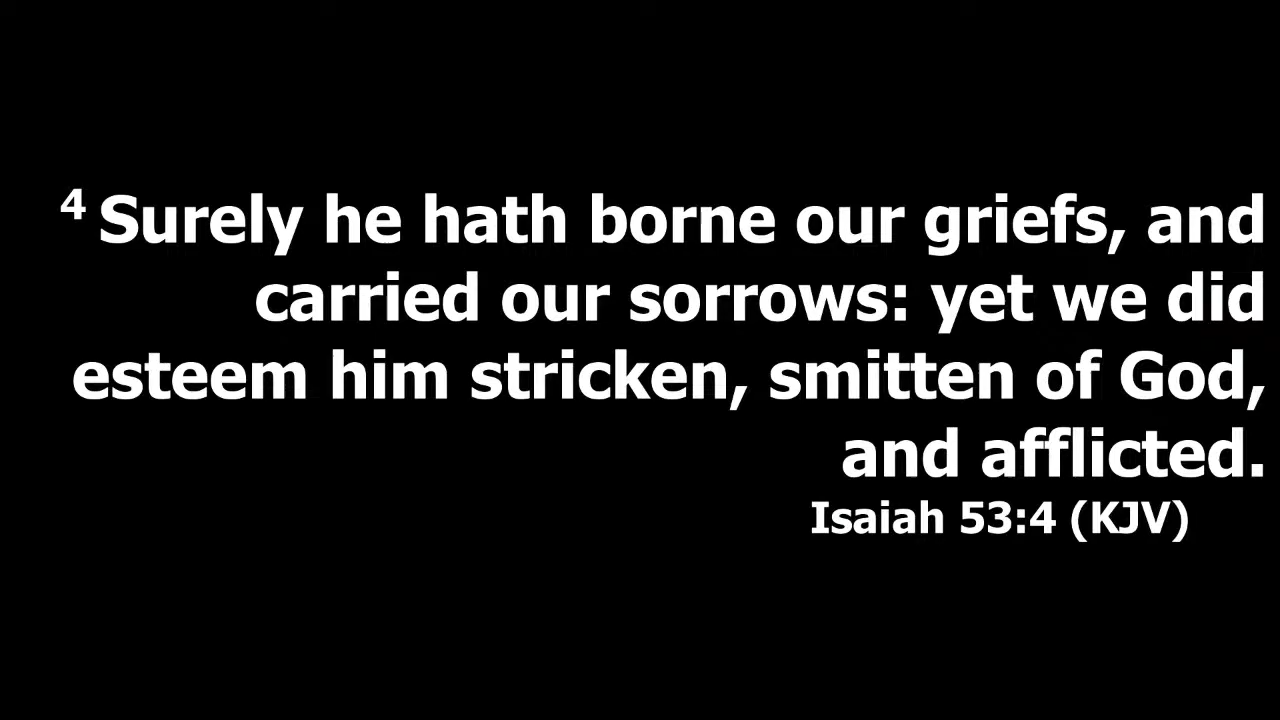 4 Surely he hath borne our griefs, and
carried our sorrows: yet we did
esteem him stricken, smitten of God,
and afflicted.
Isaiah 53:4 (KJV)